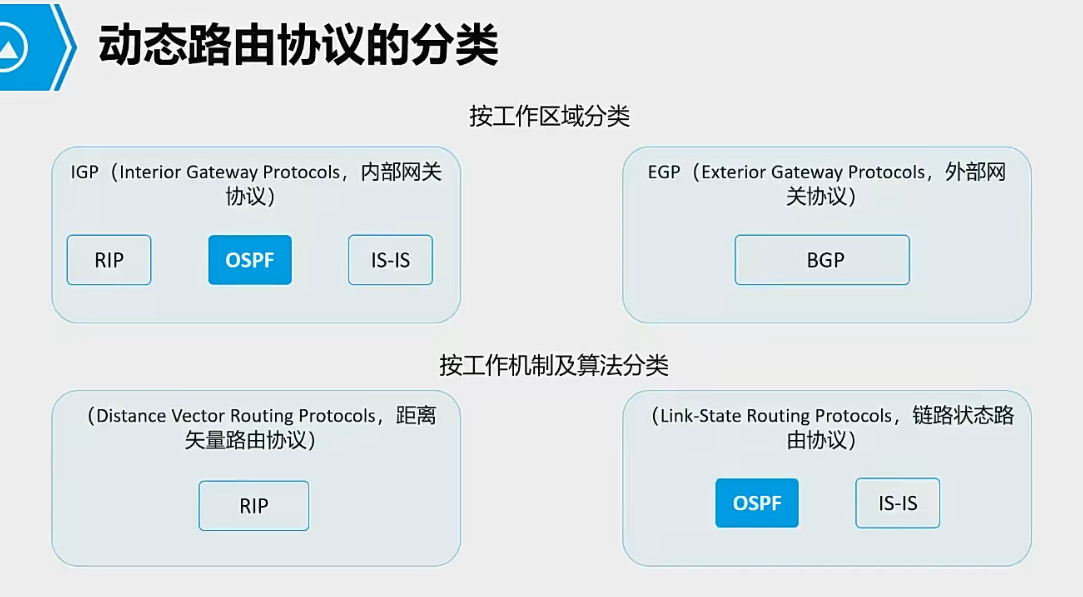 动态路由协议的分类
按工作区域分类
IGP（Interior Gateway Protocols，内部网关
协议）
RIP
OSPF
IS-IS
EGP（Exterior Gateway Protocols，外部网
关协议）
BGP
按工作机制及算法分类
（Distance Vector Routing Protocols，距离
矢量路由协议）
RIP
（Link-State Routing Protocols，链路状态路
由协议）
OSPF
IS-IS